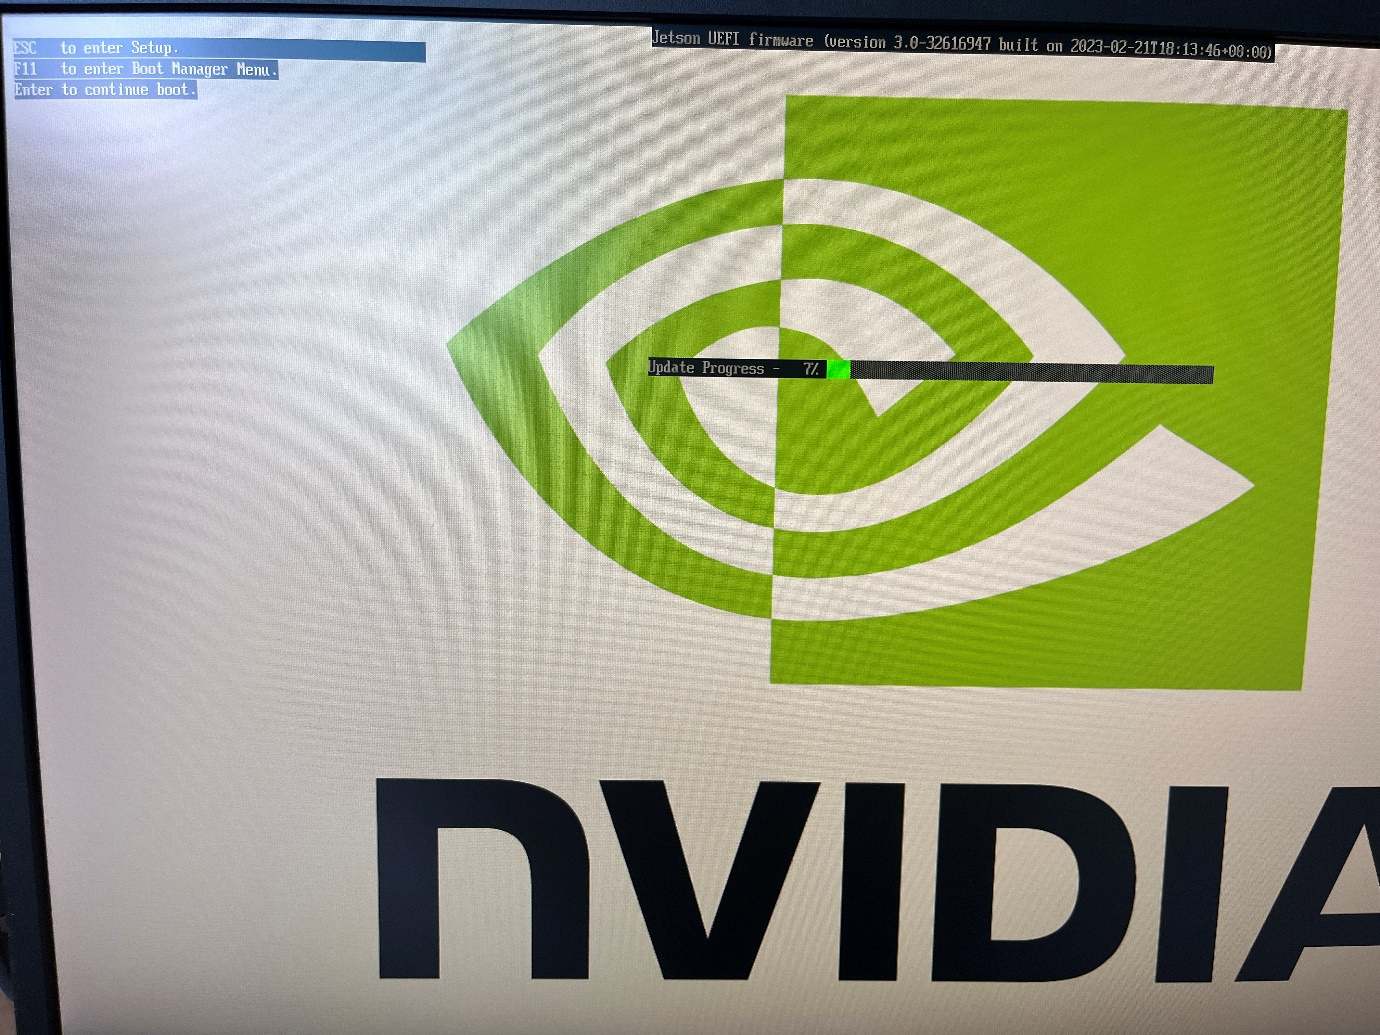 ESC to enter Setup.
F11 to enter Boot Manager Menu.
Enter to continue boot.
Jetson UEFI firmware (version 3.0-32616947 built on 2023-02-21T18:13:46+00:00)
Update Progress - 7%
nVIDIA